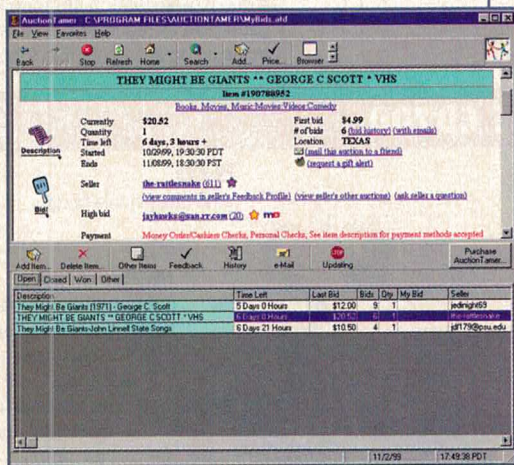 AuctionTamer - C:\PROGRAM FILES\AUCTIONTAMER\MyBids.atd
File View Favorites Help
Back Stop Refresh Home Search Add... Price... Browser
THEY MIGHT BE GIANTS ** GEORGE C SCOTT * VHS
Item #190788952
Books, Movies, Music:Movies:Videos:Comedy
Description
Currently $20.52 First bid $4.99
Quantity 1 # of bids 6 (bid history) (with emails)
Time left 6 days, 3 hours + Location TEXAS
Started 10/29/99, 19:30:30 PDT (mail this auction to a friend)
Ends 11/08/99, 18:30:30 PST (request a gift alert)
Bid!
Seller the-rattlesnake (611)
(view comments in seller's Feedback Profile) (view seller's other auctions) (ask seller a question)
High bid jayhawks@san.rr.com (20) me
Payment Money Order/Cashiers Checks, Personal Checks, See item description for payment methods accepted
Add Item... Delete Item... Other Items Feedback History e-Mail Updating Purchase AuctionTamer...
Open Closed Won Other
Description Time Left Last Bid Bids Qty My Bid Seller
They Might Be Giants (1971) - George C. Scott 5 Days 0 Hours $12.00 9 1 jedinight59
THEY MIGHT BE GIANTS ** GEORGE C SCOTT * VHS 6 Days 0 Hours $20.52 6 1 the-rattlesnake
They Might Be Giants-John Linnell State Songs 6 Days 21 Hours $10.50 4 1 jdf179@psu.edu
11/2/99 17:49:38 PDT